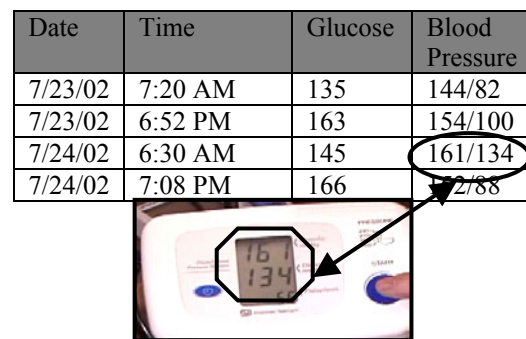 Date Time Glucose Blood Pressure
7/23/02 7:20 AM 135 144/82
7/23/02 6:52 PM 163 154/100
7/24/02 6:30 AM 145 161/134
7/24/02 7:08 PM 166 152/88
PRESSURE
161
134
START